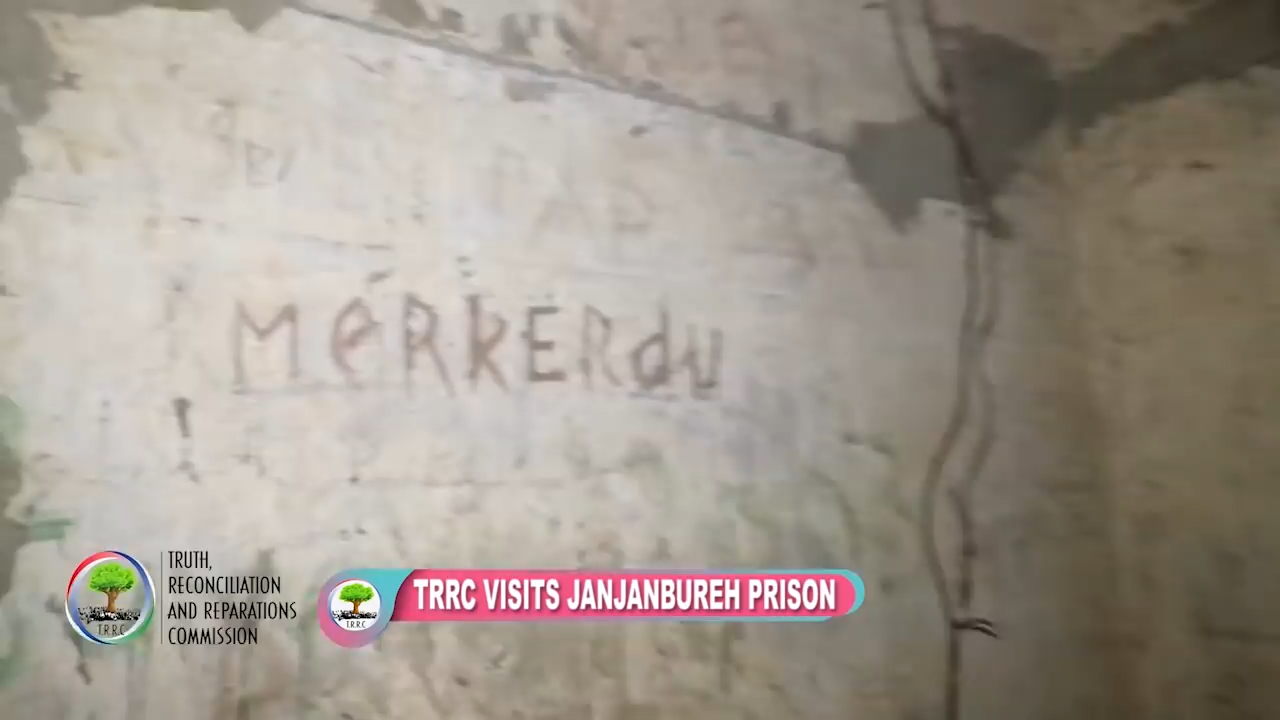 MéRKERdu
TRUTH,
RECONCILIATION
AND REPARATIONS
COMMISSION
T.R.R.C
T.R.R.C
TRRC VISITS JANJANBUREH PRISON